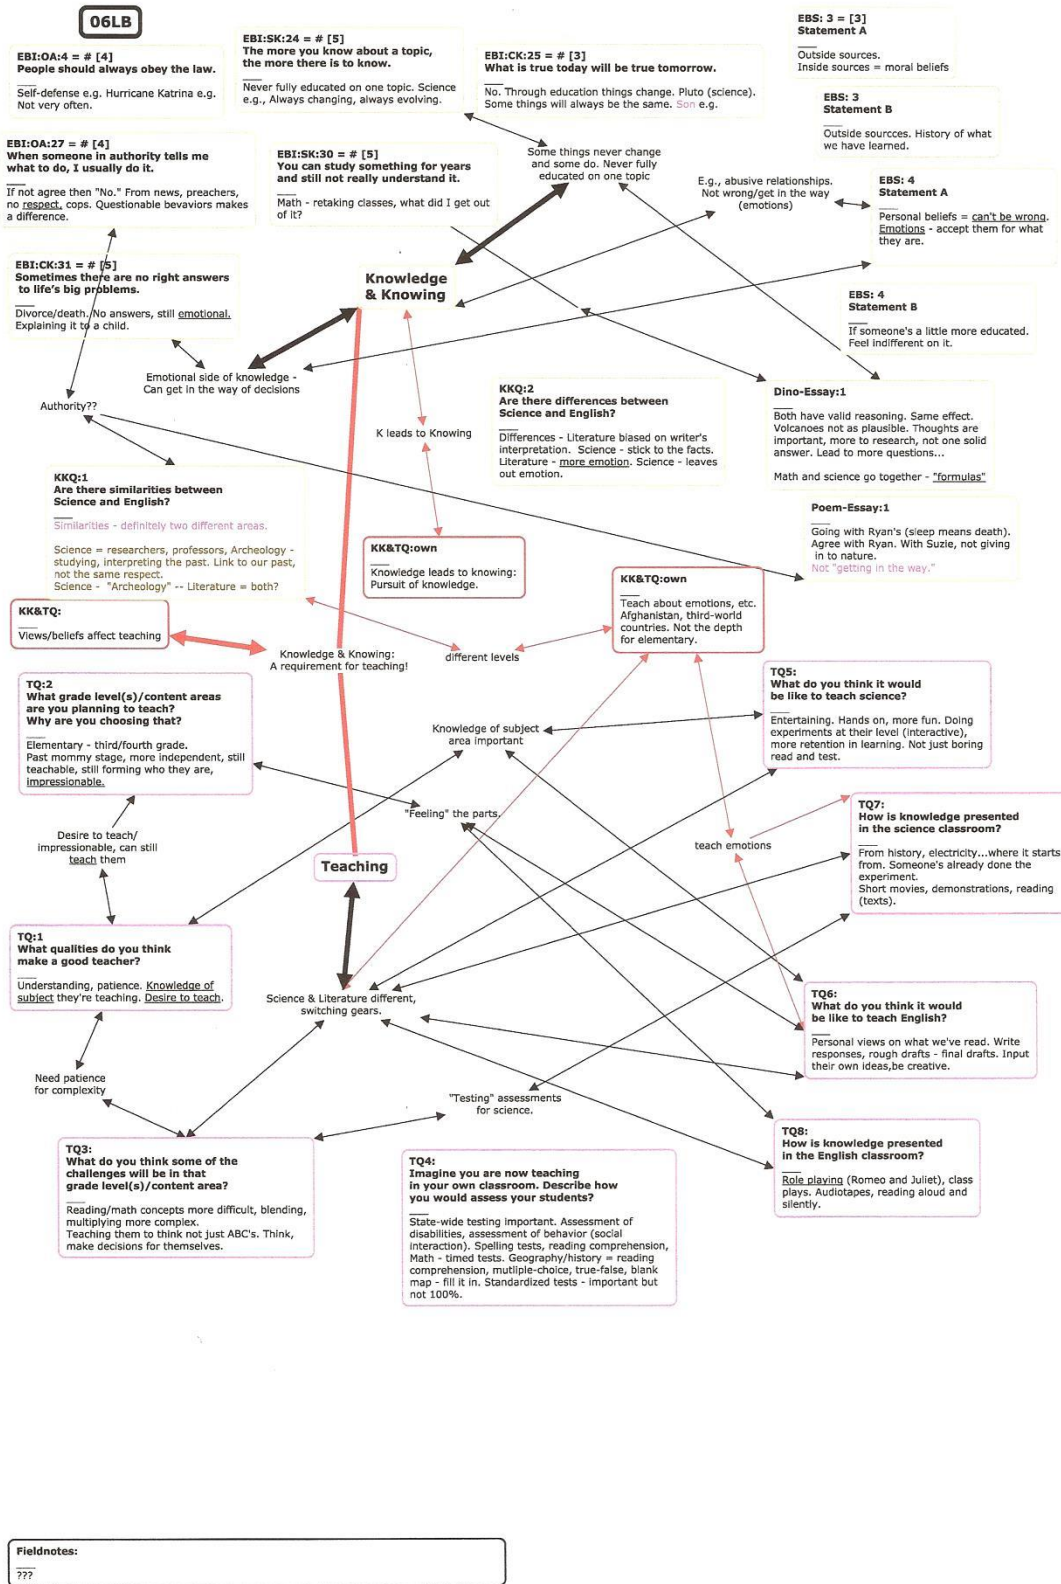 06LB
EBI:OA:4 = # [4]
People should always obey the law.
Self-defense e.g. Hurricane Katrina e.g.
Not very often.
EBI:SK:24 = # [5]
The more you know about a topic,
the more there is to know.
Never fully educated on one topic. Science
e.g., Always changing, always evolving.
EBI:CK:25 = # [3]
What is true today will be true tomorrow.
No. Through education things change. Pluto (science).
Some things will always be the same. Son e.g.
EBS: 3 = [3]
Statement A
Outside sources.
Inside sources = moral beliefs
EBS: 3
Statement B
Outside sourcces. History of what
we have learned.
EBI:OA:27 = # [4]
When someone in authority tells me
what to do, I usually do it.
If not agree then "No." From news, preachers,
no respect, cops. Questionable bevaviors makes
a difference.
EBI:SK:30 = # [5]
You can study something for years
and still not really understand it.
Math - retaking classes, what did I get out
of it?
Some things never change
and some do. Never fully
educated on one topic
E.g., abusive relationships.
Not wrong/get in the way
(emotions)
EBS: 4
Statement A
Personal beliefs = can't be wrong.
Emotions - accept them for what
they are.
EBI:CK:31 = # [5]
Sometimes there are no right answers
to life's big problems.
Divorce/death. No answers, still emotional.
Explaining it to a child.
Knowledge
& Knowing
EBS: 4
Statement B
If someone's a little more educated.
Feel indifferent on it.
Emotional side of knowledge -
Can get in the way of decisions
Authority??
K leads to Knowing
KKQ:2
Are there differences between
Science and English?
Differences - Literature biased on writer's
interpretation. Science - stick to the facts.
Literature - more emotion. Science - leaves
out emotion.
Dino-Essay:1
Both have valid reasoning. Same effect.
Volcanoes not as plausible. Thoughts are
important, more to research, not one solid
answer. Lead to more questions...
Math and science go together - "formulas"
KKQ:1
Are there similarities between
Science and English?
Similarities - definitely two different areas.
Science = researchers, professors, Archeology -
studying, interpreting the past. Link to our past,
not the same respect.
Science - "Archeology" -- Literature = both?
Poem-Essay:1
Going with Ryan's (sleep means death).
Agree with Ryan. With Suzie, not giving
in to nature.
Not "getting in the way."
KK&TQ:own
Knowledge leads to knowing:
Pursuit of knowledge.
KK&TQ:own
Teach about emotions, etc.
Afghanistan, third-world
countries. Not the depth
for elementary.
KK&TQ:
Views/beliefs affect teaching
Knowledge & Knowing:
A requirement for teaching!
different levels
TQ:2
What grade level(s)/content areas
are you planning to teach?
Why are you choosing that?
Elementary - third/fourth grade.
Past mommy stage, more independent, still
teachable, still forming who they are,
impressionable.
Knowledge of subject
area important
TQ5:
What do you think it would
be like to teach science?
Entertaining. Hands on, more fun. Doing
experiments at their level (interactive),
more retention in learning. Not just boring
read and test.
"Feeling" the parts.
Desire to teach/
impressionable, can still
teach them
Teaching
teach emotions
TQ7:
How is knowledge presented
in the science classroom?
From history, electricity...where it starts
from. Someone's already done the
experiment.
Short movies, demonstrations, reading
(texts).
TQ:1
What qualities do you think
make a good teacher?
Understanding, patience. Knowledge of
subject they're teaching. Desire to teach.
Science & Literature different,
switching gears.
TQ6:
What do you think it would
be like to teach English?
Personal views on what we've read. Write
responses, rough drafts - final drafts. Input
their own ideas,be creative.
Need patience
for complexity
"Testing" assessments
for science.
TQ3:
What do you think some of the
challenges will be in that
grade level(s)/content area?
Reading/math concepts more difficult, blending,
multiplying more complex.
Teaching them to think not just ABC's. Think,
make decisions for themselves.
TQ4:
Imagine you are now teaching
in your own classroom. Describe how
you would assess your students?
State-wide testing important. Assessment of
disabilities, assessment of behavior (social
interaction). Spelling tests, reading comprehension,
Math - timed tests. Geography/history = reading
comprehension, mutliple-choice, true-false, blank
map - fill it in. Standardized tests - important but
not 100%.
TQ8:
How is knowledge presented
in the English classroom?
Role playing (Romeo and Juliet), class
plays. Audiotapes, reading aloud and
silently.
Fieldnotes:
???